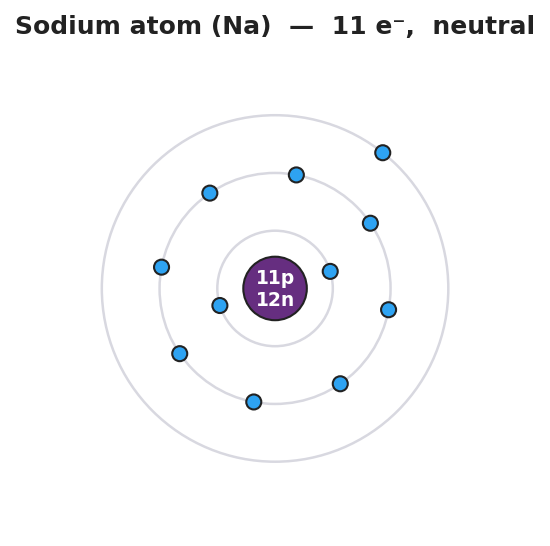 Sodium atom (Na)  —  11 e⁻,  neutral
11p
12n